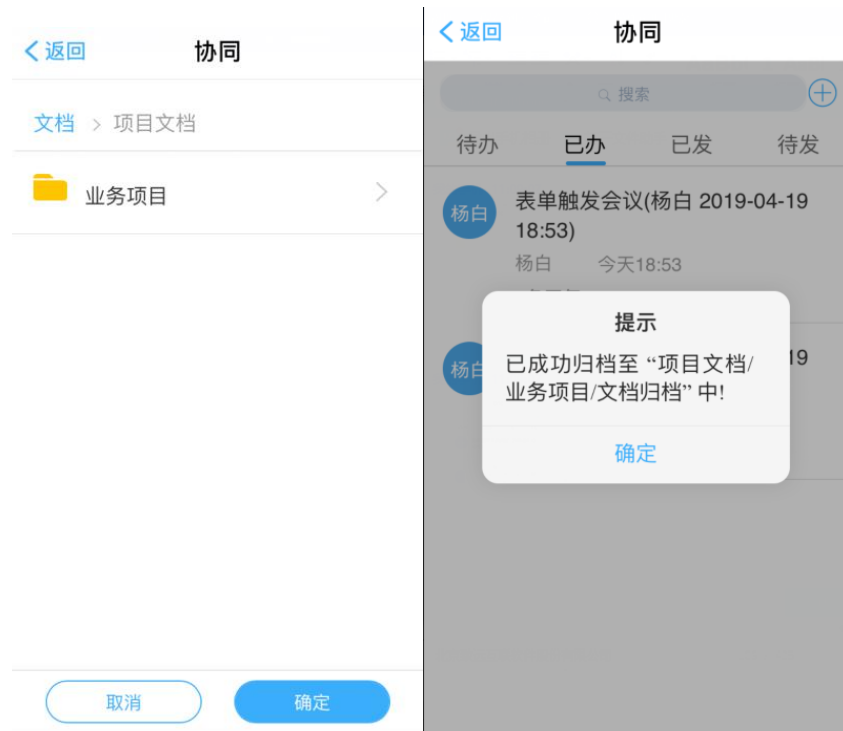 返回
协同
文档 > 项目文档
业务项目
取消
确定
返回
协同
搜索
待办 已办 已发 待发
杨白
表单触发会议(杨白 2019-04-19
18:53)
杨白 今天18:53
杨白
19
提示
已成功归档至 “项目文档/
业务项目/文档归档” 中!
确定